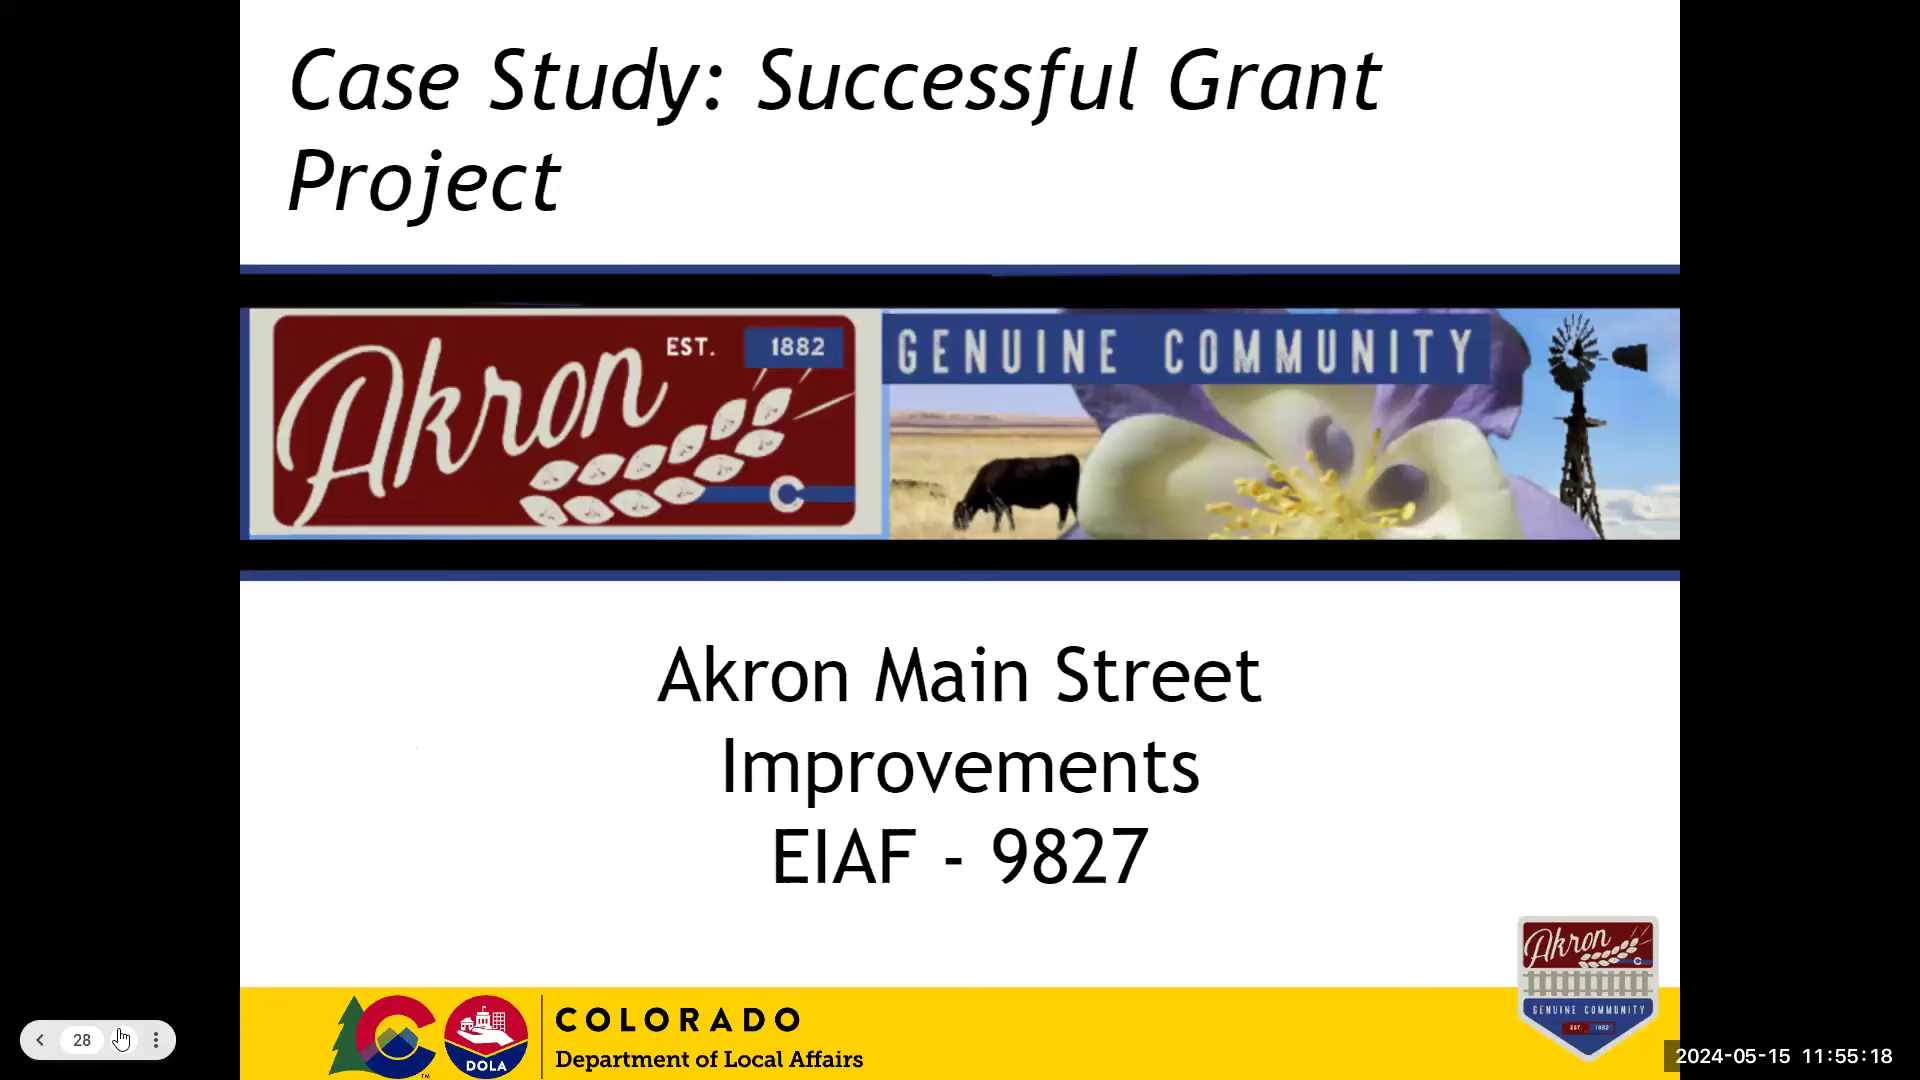 Case Study: Successful Grant
Project
Akron
EST. 1882
C
GENUINE COMMUNITY
Akron Main Street
Improvements
EIAF - 9827
Akron
C
GENUINE COMMUNITY
EST. 1882
C
TM
DOLA
COLORADO
Department of Local Affairs
28
2024-05-15 11:55:18